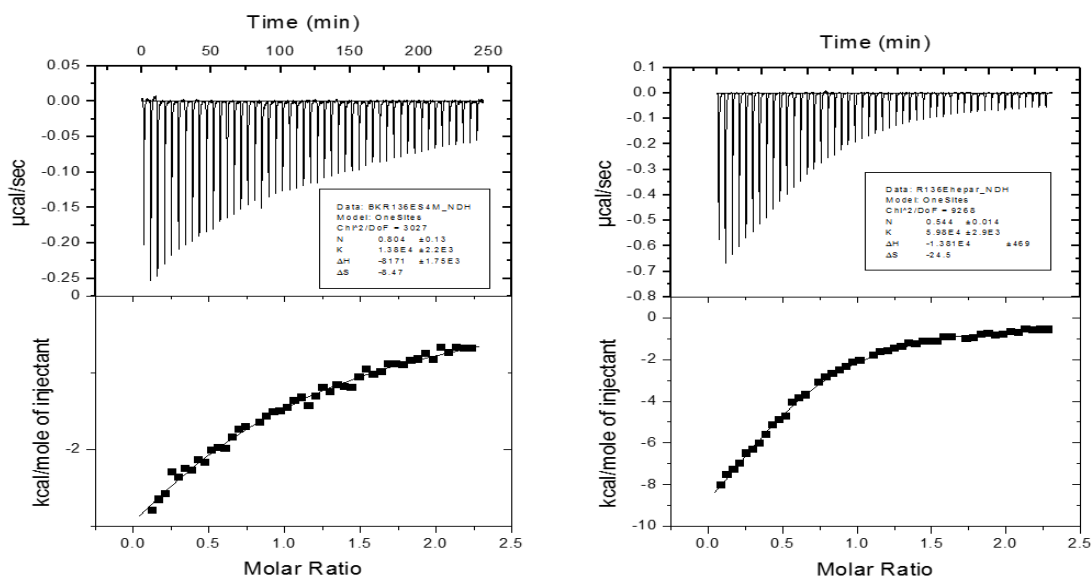 Time (min)
0 50 100 150 200 250
0.05
0.00
-0.05
-0.10
-0.15
-0.20
-0.25
0
µcal/sec
Data: BKR136ES4M_NDH
Model: OneSites
Chi^2/DoF = 3027
N 0.804 ±0.13
K 1.38E4 ±2.2E3
ΔH -8171 ±1.75E3
ΔS -8.47
-2
kcal/mole of injectant
0.0 0.5 1.0 1.5 2.0 2.5
Molar Ratio
Time (min)
0.1
0.0
-0.1
-0.2
-0.3
-0.4
-0.5
-0.6
-0.7
-0.8
µcal/sec
Data: R136Ehepar_NDH
Model: OneSites
Chi^2/DoF = 9268
N 0.544 ±0.014
K 5.98E4 ±2.9E3
ΔH -1.381E4 ±469
ΔS -24.5
0
-2
-4
-6
-8
-10
kcal/mole of injectant
0.0 0.5 1.0 1.5 2.0 2.5
Molar Ratio